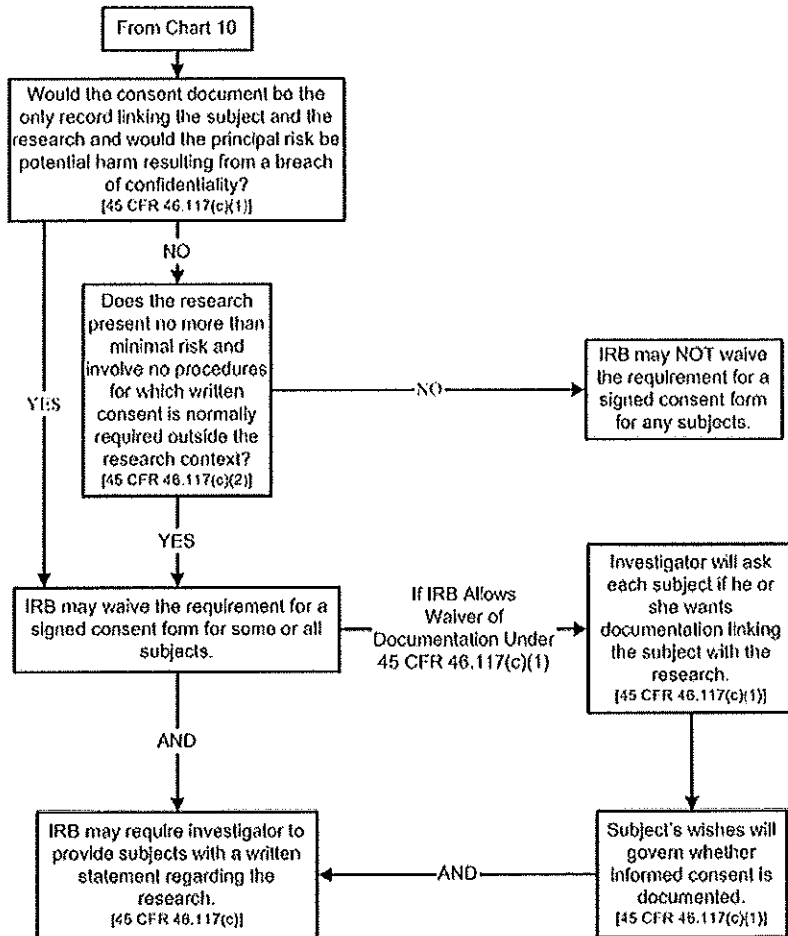 From Chart 10
Would the consent document be the
only record linking the subject and the
research and would the principal risk be
potential harm resulting from a breach
of confidentiality?
[45 CFR 46.117(c)(1)]
NO
YES
Does the research
present no more than
minimal risk and
involve no procedures
for which written
consent is normally
required outside the
research context?
[45 CFR 46.117(c)(2)]
NO
IRB may NOT waive
the requirement for a
signed consent form
for any subjects.
YES
IRB may waive the requirement for a
signed consent form for some or all
subjects.
If IRB Allows
Waiver of
Documentation Under
45 CFR 46.117(c)(1)
Investigator will ask
each subject if he or
she wants
documentation linking
the subject with the
research.
[45 CFR 46.117(c)(1)]
AND
IRB may require investigator to
provide subjects with a written
statement regarding the
research.
[45 CFR 46.117(c)]
AND
Subject's wishes will
govern whether
informed consent is
documented.
[45 CFR 46.117(c)(1)]